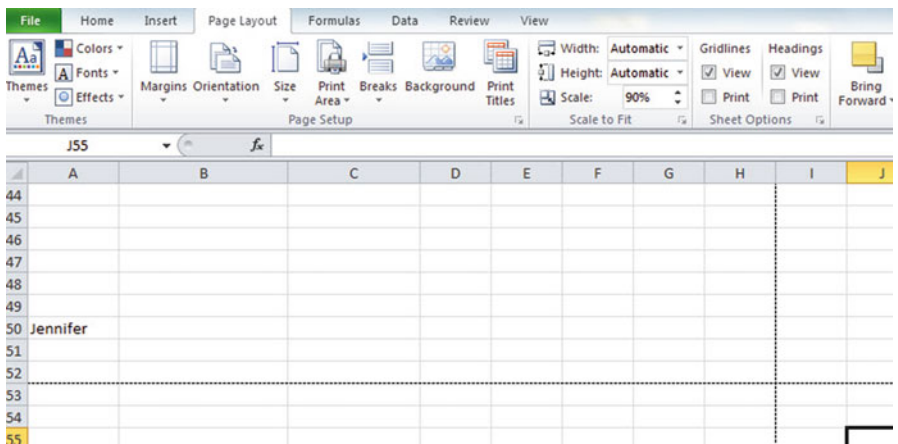 File Home Insert Page Layout Formulas Data Review View
Colors Width: Automatic Gridlines Headings
Aa A Fonts Height: Automatic View View
Themes Effects Margins Orientation Size Print Area Breaks Background Print Titles Scale: 90% Print Print Bring Forward
Themes Page Setup Scale to Fit Sheet Options
J55 fx
A B C D E F G H I J
44
45
46
47
48
49
50 Jennifer
51
52
53
54
55